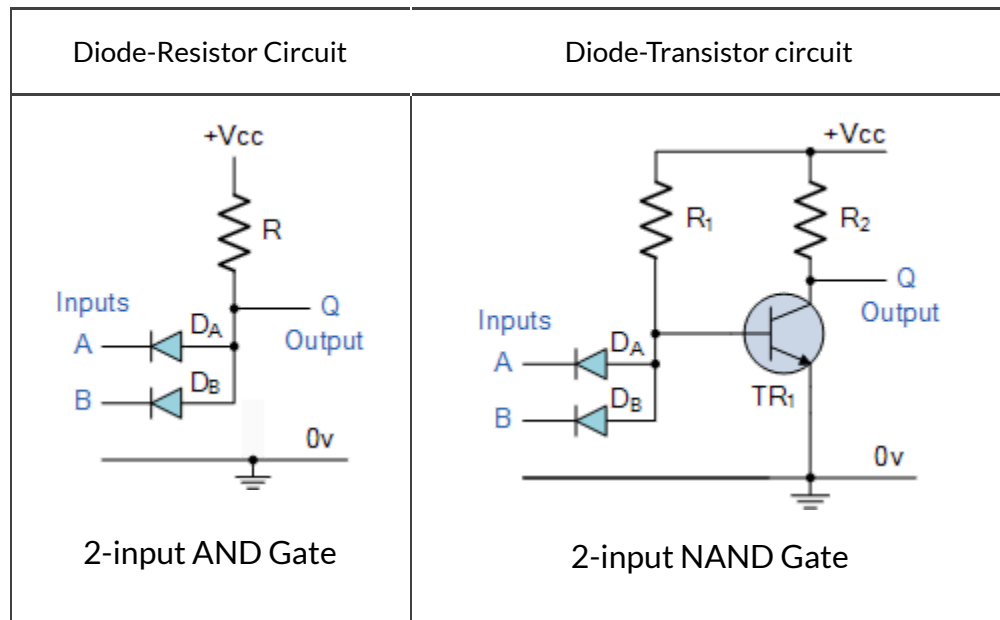 Diode-Resistor Circuit
+Vcc
R
Inputs
Q
Output
A
DA
B
DB
0v
2-input AND Gate
Diode-Transistor circuit
+Vcc
R1
R2
Q
Output
Inputs
A
DA
B
DB
TR1
0v
2-input NAND Gate